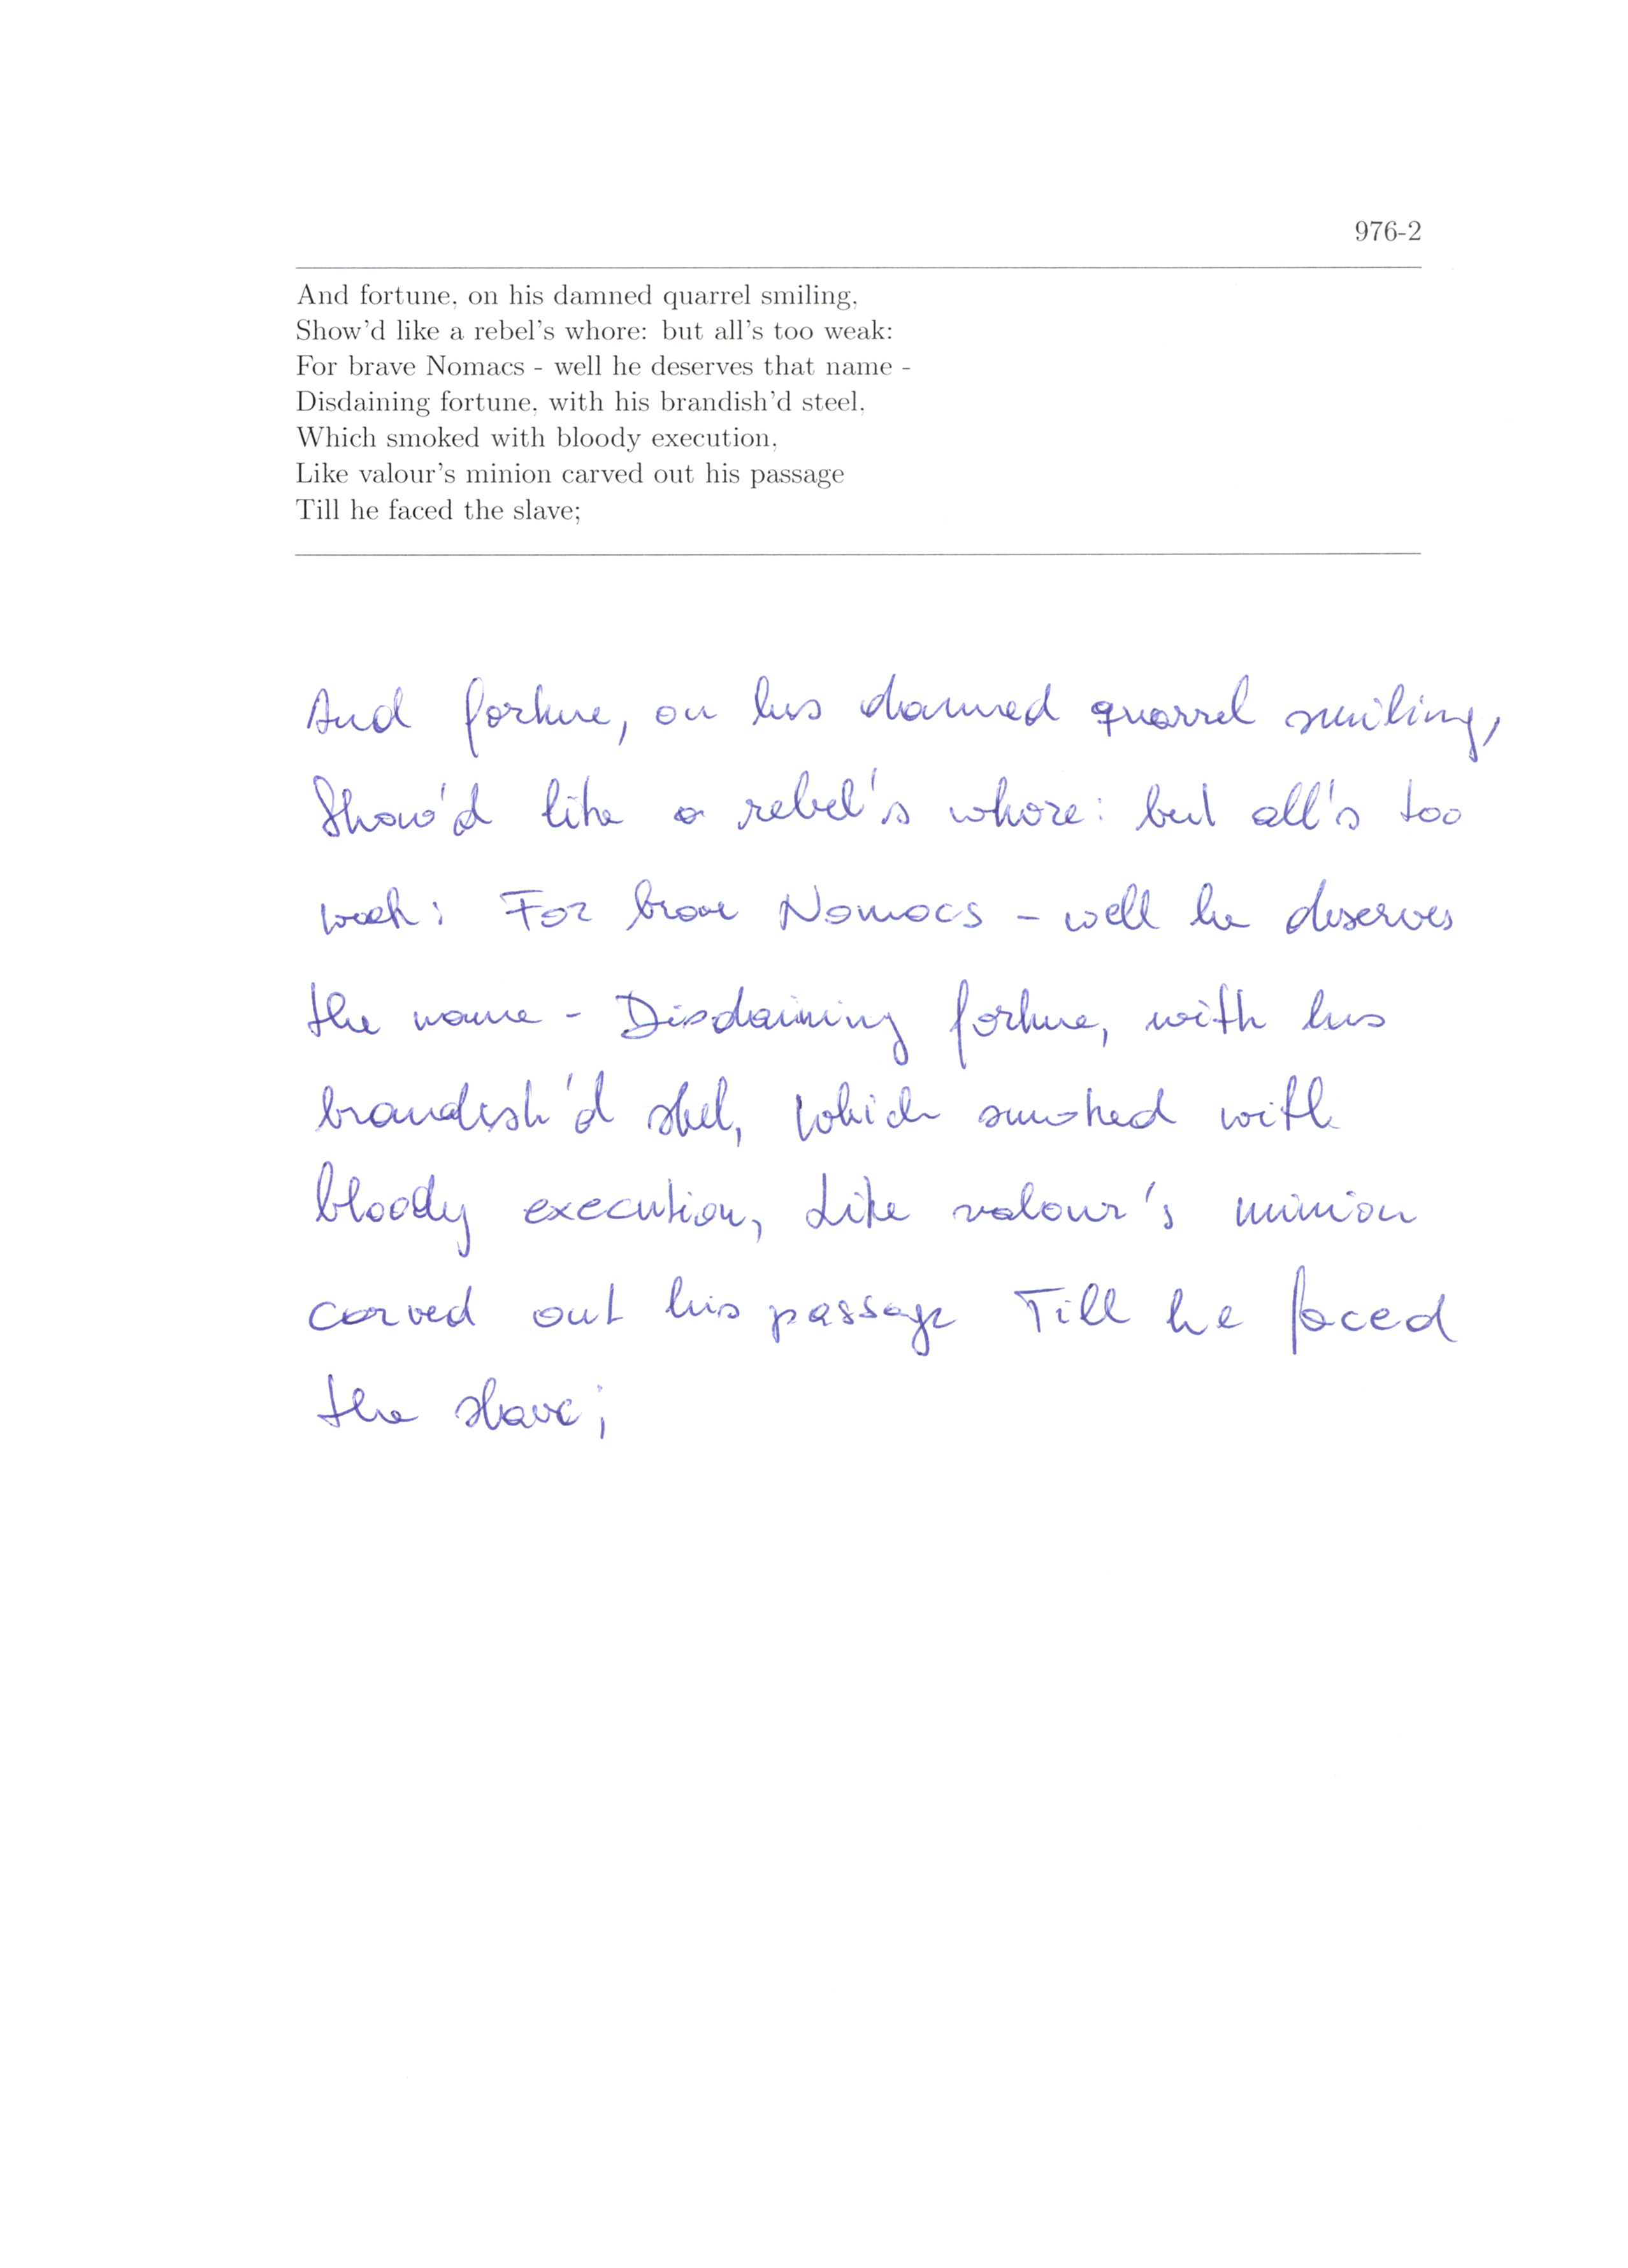 976-2
And fortune, on his damned quarrel smiling,
Show'd like a rebel's whore: but all's too weak:
For brave Nomacs - well he deserves that name -
Disdaining fortune, with his brandish'd steel,
Which smoked with bloody execution,
Like valour's minion carved out his passage
Till he faced the slave;
And fortune, on his damned quarrel smiling,
Show'd like a rebel's whore: but all's too
weak: For brave Nomacs - well he deserves
the name - Disdaining fortune, with his
brandish'd steel, Which smoked with
bloody execution, Like valour's minion
carved out his passage Till he faced
the slave;